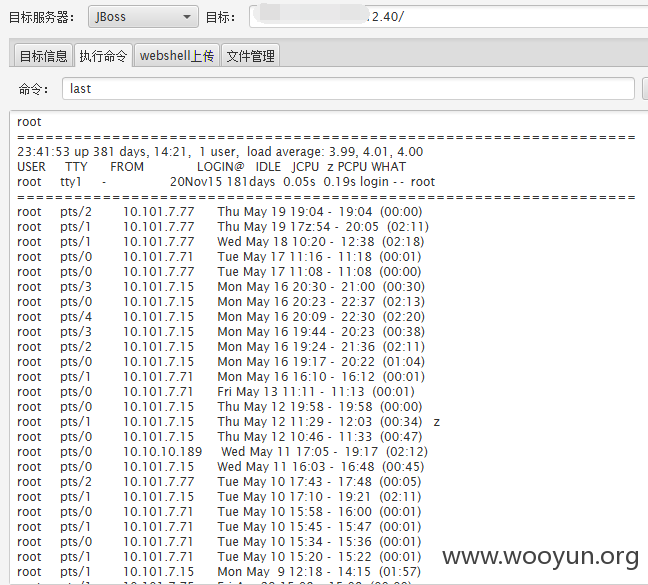 目标服务器： JBoss 目标： 2.40/
目标信息 执行命令 webshell上传 文件管理
命令： last
root
==================================================================
23:41:53 up 381 days, 14:21, 1 user, load average: 3.99, 4.01, 4.00
USER TTY FROM LOGIN@ IDLE JCPU z PCPU WHAT
root tty1 - 20Nov15 181days 0.05s 0.19s login -- root
==================================================================
root pts/2 10.101.7.77 Thu May 19 19:04 - 19:04 (00:00)
root pts/1 10.101.7.77 Thu May 19 17z:54 - 20:05 (02:11)
root pts/1 10.101.7.77 Wed May 18 10:20 - 12:38 (02:18)
root pts/0 10.101.7.71 Tue May 17 11:16 - 11:18 (00:01)
root pts/0 10.101.7.77 Tue May 17 11:08 - 11:08 (00:00)
root pts/3 10.101.7.15 Mon May 16 20:30 - 21:00 (00:30)
root pts/0 10.101.7.15 Mon May 16 20:23 - 22:37 (02:13)
root pts/4 10.101.7.15 Mon May 16 20:09 - 22:30 (02:20)
root pts/3 10.101.7.15 Mon May 16 19:44 - 20:23 (00:38)
root pts/2 10.101.7.15 Mon May 16 19:24 - 21:36 (02:11)
root pts/0 10.101.7.15 Mon May 16 19:17 - 20:22 (01:04)
root pts/1 10.101.7.71 Mon May 16 16:10 - 16:12 (00:01)
root pts/0 10.101.7.71 Fri May 13 11:11 - 11:13 (00:01)
root pts/0 10.101.7.15 Thu May 12 19:58 - 19:58 (00:00)
root pts/1 10.101.7.15 Thu May 12 11:29 - 12:03 (00:34) z
root pts/0 10.101.7.15 Thu May 12 10:46 - 11:33 (00:47)
root pts/0 10.10.10.189 Wed May 11 17:05 - 19:17 (02:12)
root pts/0 10.101.7.15 Wed May 11 16:03 - 16:48 (00:45)
root pts/2 10.101.7.77 Tue May 10 17:43 - 17:48 (00:05)
root pts/1 10.101.7.15 Tue May 10 17:10 - 19:21 (02:11)
root pts/0 10.101.7.71 Tue May 10 15:58 - 16:00 (00:01)
root pts/1 10.101.7.71 Tue May 10 15:45 - 15:47 (00:01)
root pts/0 10.101.7.71 Tue May 10 15:34 - 15:36 (00:01)
root pts/1 10.101.7.71 Tue May 10 15:20 - 15:22 (00:01)
root pts/1 10.101.7.15 Mon May 9 12:18 - 14:15 (01:57)
www.wooyun.org